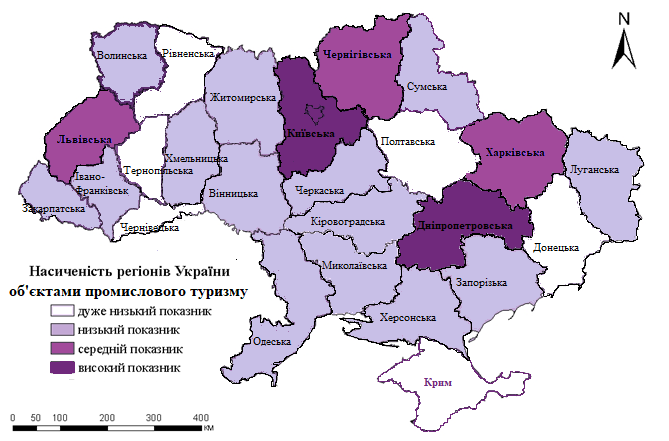 N
Чернігівська
Волинська
Рівненська
Сумська
Житомирська
Київська
Львівська
Полтавська
Харківська
Хмельницька
Тернопільська
Луганська
Івано-
Франківськ
Вінницька
Черкаська
Закарпатська
Кіровоградська
Дніпропетровська
Чернівецька
Донецька
Миколаївська
Запорізька
Херсонська
Одеська
Крим
Насиченість регіонів України
об'єктами промислового туризму
дуже низький показник
низький показник
середній показник
високий показник
0 50 100 200 300 400
КМ